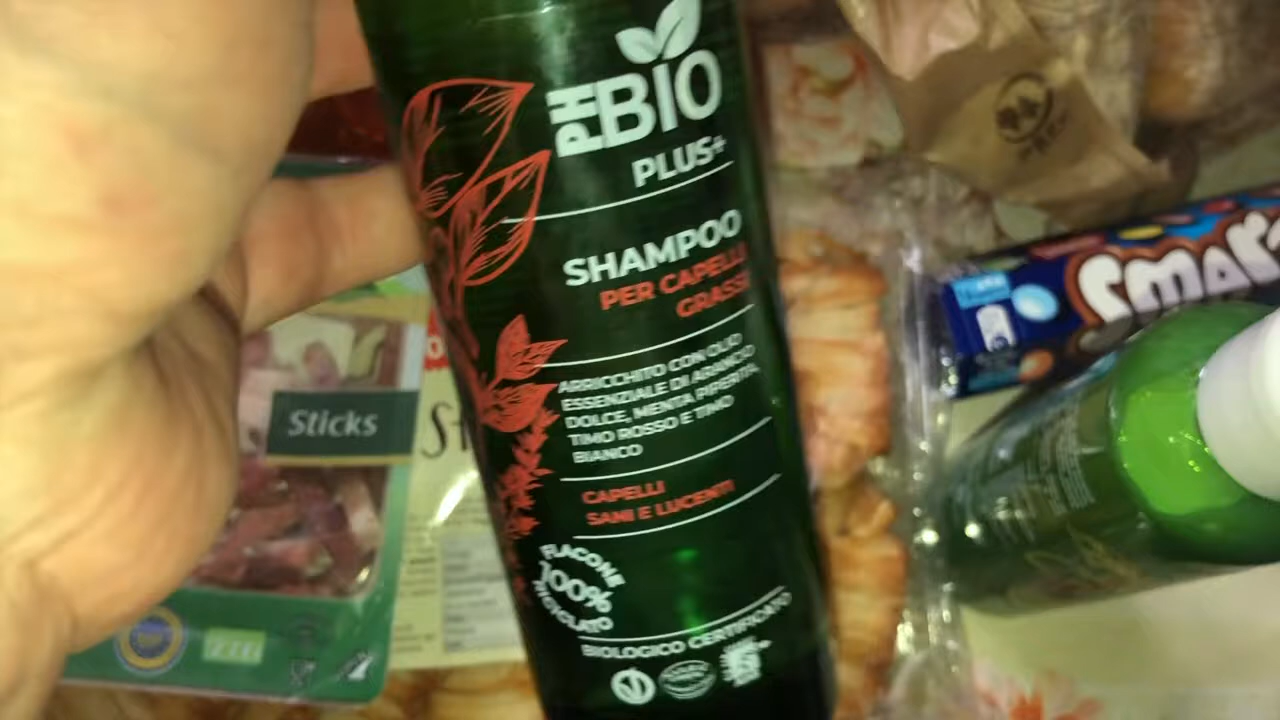 PH BIO
PLUS+
SHAMPOO
PER CAPELLI
GRASSI
ARRICCHITO CON OLIO
ESSENZIALE DI ARANCIO
DOLCE, MENTA PIPERITA,
TIMO ROSSO E TIMO
BIANCO
CAPELLI
SANI E LUCENTI
FLACONE
100%
RICICLATO
BIOLOGICO CERTIFICATO
Sticks